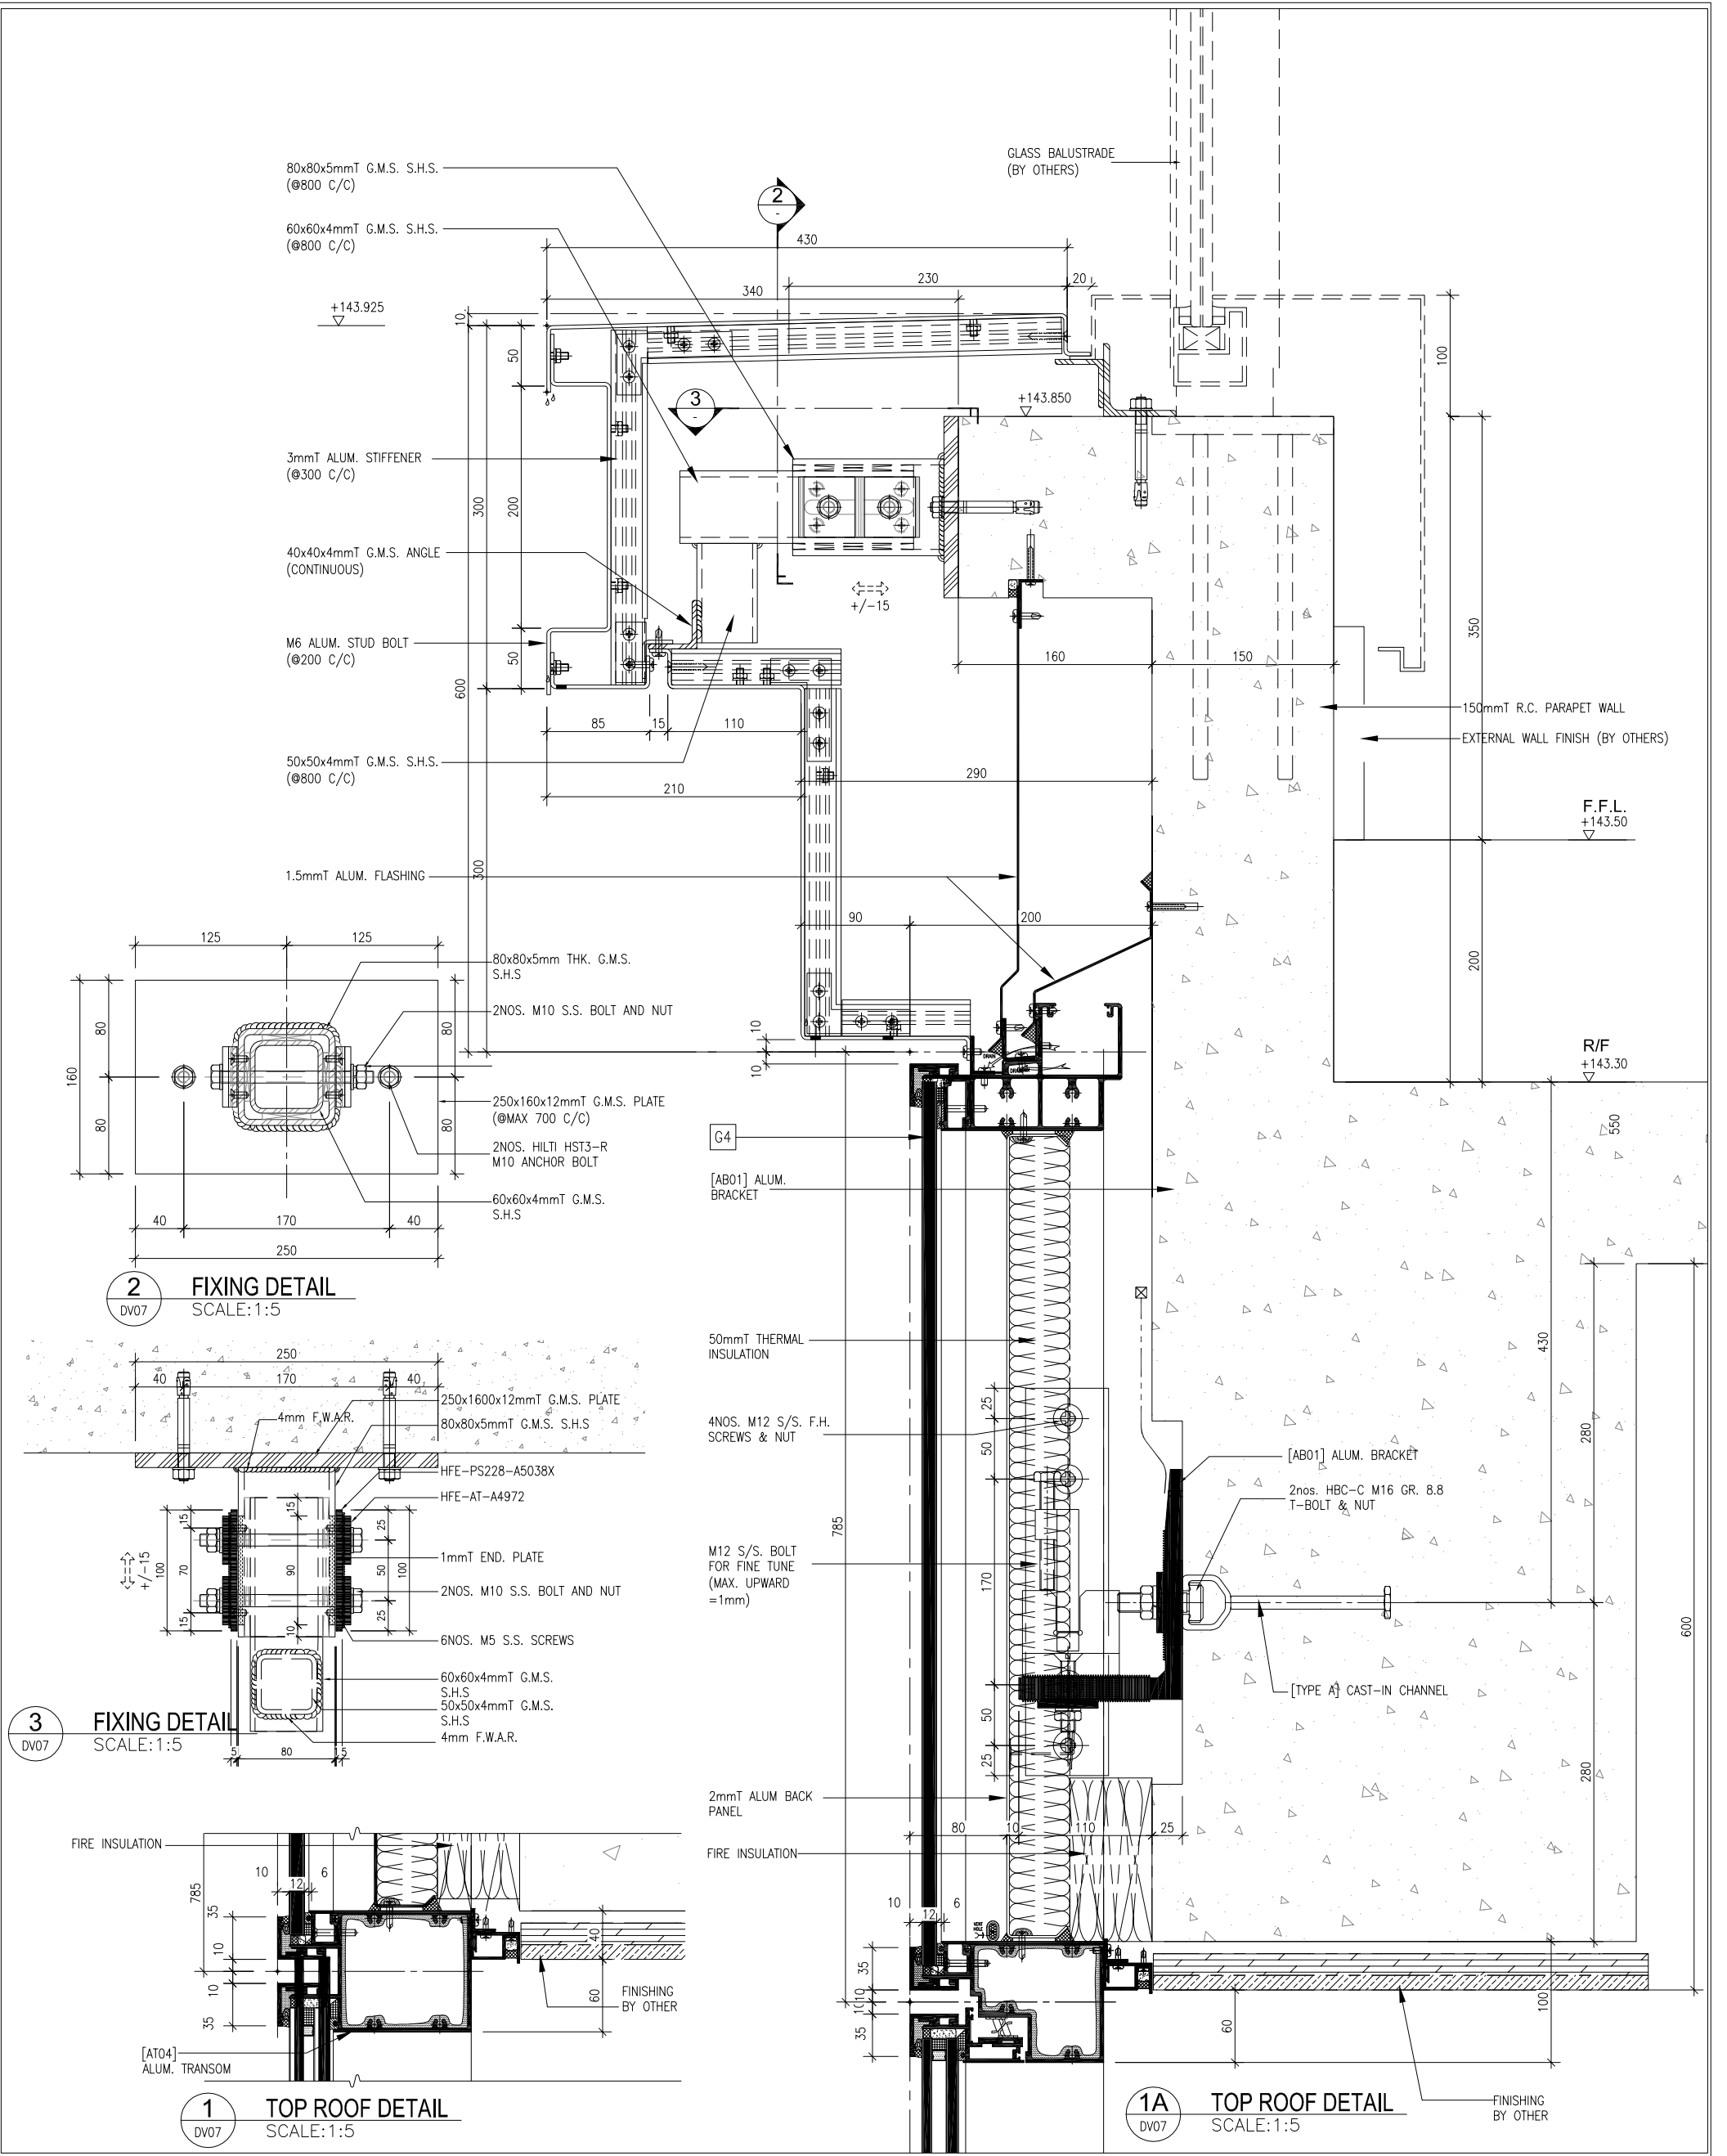 GLASS BALUSTRADE
(BY OTHERS)
80x80x5mmT G.M.S. S.H.S.
(@800 C/C)
60x60x4mmT G.M.S. S.H.S.
(@800 C/C)
2
-
430
230
20
340
+143.925
10
50
100
3
-
+143.850
3mmT ALUM. STIFFENER
(@300 C/C)
300
200
40x40x4mmT G.M.S. ANGLE
(CONTINUOUS)
+/-15
M6 ALUM. STUD BOLT
(@200 C/C)
50
600
160
150
350
85
15
110
150mmT R.C. PARAPET WALL
EXTERNAL WALL FINISH (BY OTHERS)
50x50x4mmT G.M.S. S.H.S.
(@800 C/C)
290
210
F.F.L.
+143.50
300
1.5mmT ALUM. FLASHING
90
200
200
125
125
80x80x5mm THK. G.M.S.
S.H.S
2NOS. M10 S.S. BOLT AND NUT
80
80
160
10
10
DRAIN
R/F
+143.30
250x160x12mmT G.M.S. PLATE
(@MAX 700 C/C)
80
80
2NOS. HILTI HST3-R
M10 ANCHOR BOLT
G4
550
[AB01] ALUM.
BRACKET
60x60x4mmT G.M.S.
S.H.S
40
170
40
250
2
DV07
FIXING DETAIL
SCALE:1:5
50mmT THERMAL
INSULATION
430
250
40
170
40
250x1600x12mmT G.M.S. PLATE
4mm F.W.A.R.
80x80x5mmT G.M.S. S.H.S
25
4NOS. M12 S/S. F.H.
SCREWS & NUT
50
280
[AB01] ALUM. BRACKET
HFE-PS228-A5038X
HFE-AT-A4972
2nos. HBC-C M16 GR. 8.8
T-BOLT & NUT
15
15
25
785
+/-15
100
70
90
50
100
1mmT END. PLATE
M12 S/S. BOLT
FOR FINE TUNE
(MAX. UPWARD
=1mm)
170
2NOS. M10 S.S. BOLT AND NUT
15
10
25
6NOS. M5 S.S. SCREWS
600
60x60x4mmT G.M.S.
S.H.S
50x50x4mmT G.M.S.
S.H.S
4mm F.W.A.R.
[TYPE A] CAST-IN CHANNEL
50
25
3
DV07
FIXING DETAIL
SCALE:1:5
5
80
5
280
2mmT ALUM BACK
PANEL
80
10
110
25
FIRE INSULATION
FIRE INSULATION
10
12
6
785
35
10
10
35
40
60
FINISHING
BY OTHER
10
12
6
VENT
HOLE
35
10
10
35
60
100
[AT04]
ALUM. TRANSOM
1
DV07
TOP ROOF DETAIL
SCALE:1:5
1A
DV07
TOP ROOF DETAIL
SCALE:1:5
FINISHING
BY OTHER